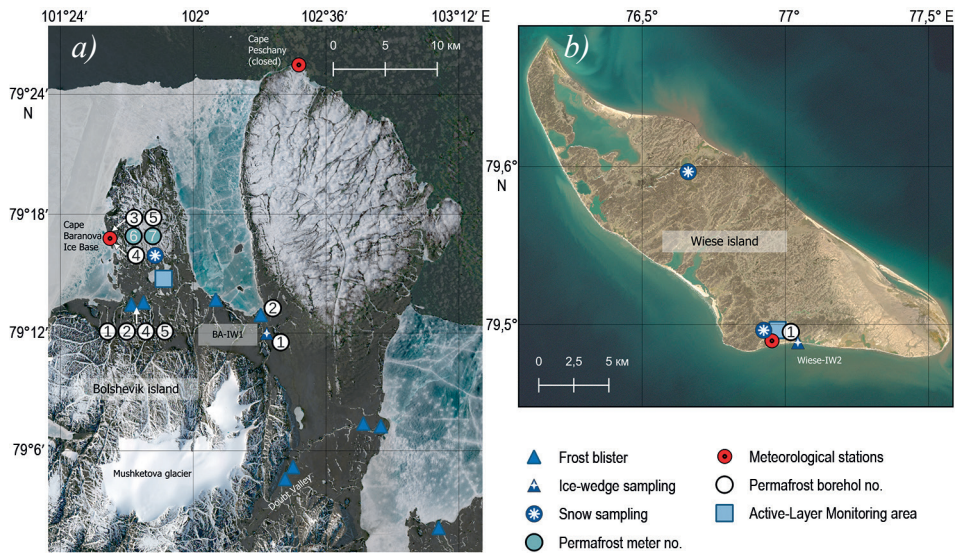 101°24'
102°
102°36'
103°12' E
a)
Cape
Peschany
(closed)
0
5
10 км
79°24'
N
79°18'
Cape
Baranova
Ice Base
3
5
6
7
4
2
79°12'
1
2
4
5
BA-IW1
1
Bolshevik island
79°6'
Mushketova glacier
Doubt Valley
76,5°
77°
77,5° E
b)
79,6°
N
Wiese island
79,5°
1
Wiese-IW2
0
2,5
5 км
Frost blister
Ice-wedge sampling
Snow sampling
Permafrost meter no.
Meteorological stations
Permafrost borehol no.
Active-Layer Monitoring area